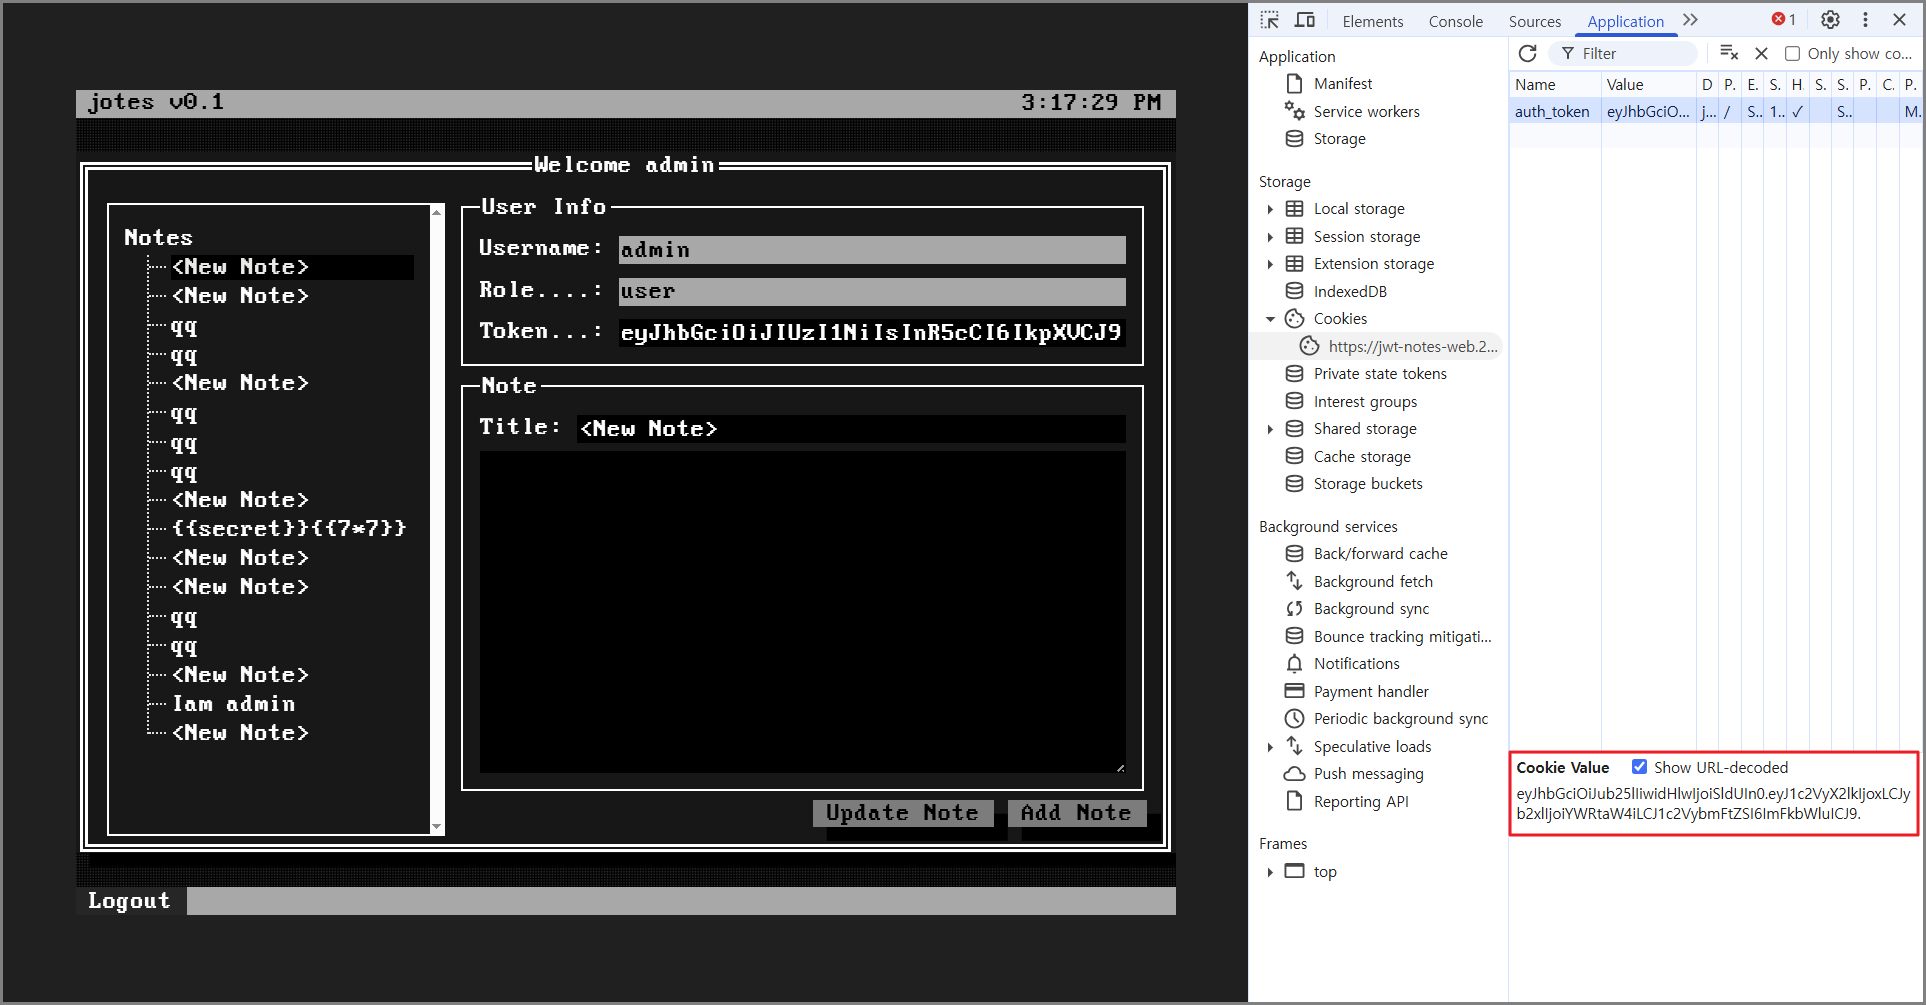 jotes v0.1 3:17:29 PM
Welcome admin
Notes
<New Note>
<New Note>
qq
qq
<New Note>
qq
qq
qq
<New Note>
{{secret}}{{7*7}}
<New Note>
<New Note>
qq
qq
<New Note>
Iam admin
<New Note>
User Info
Username: admin
Role....: user
Token...: eyJhbGciOiJIUzI1NiIsInR5cCI6IkpXVCJ9
Note
Title: <New Note>
Update Note Add Note
Logout
Elements Console Sources Application 1
Application
Manifest
Service workers
Storage
Storage
Local storage
Session storage
Extension storage
IndexedDB
Cookies
https://jwt-notes-web.2...
Private state tokens
Interest groups
Shared storage
Cache storage
Storage buckets
Background services
Back/forward cache
Background fetch
Background sync
Bounce tracking mitigati...
Notifications
Payment handler
Periodic background sync
Speculative loads
Push messaging
Reporting API
Frames
top
Filter Only show co...
Name Value D P. E. S. H S. S. P. C. P.
auth_token eyJhbGciO... j... / S.. 1.. ✓ S.. M.
Cookie Value Show URL-decoded
eyJhbGciOiJub25lIiwidHlwIjoiSldUIn0.eyJ1c2VyX2lkIjoxLCJy
b2xlIjoiYWRtaW4iLCJ1c2VybmFtZSI6ImFkbWluICJ9.